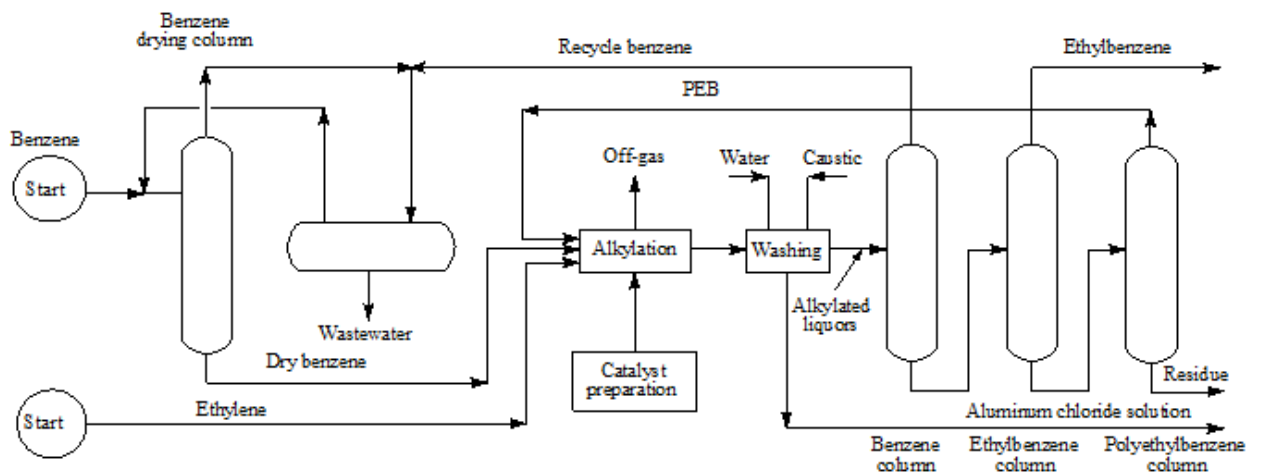 Benzene
drying column
Recycle benzene
Ethylbenzene
PEB
Benzene
Start
Off-gas
Water
Caustic
Alkylation
Washing
Alkylated
liquors
Wastewater
Dry benzene
Catalyst
preparation
Residue
Ethylene
Start
Aluminum chloride solution
Benzene
column
Ethylbenzene
column
Polyethylbenzene
column